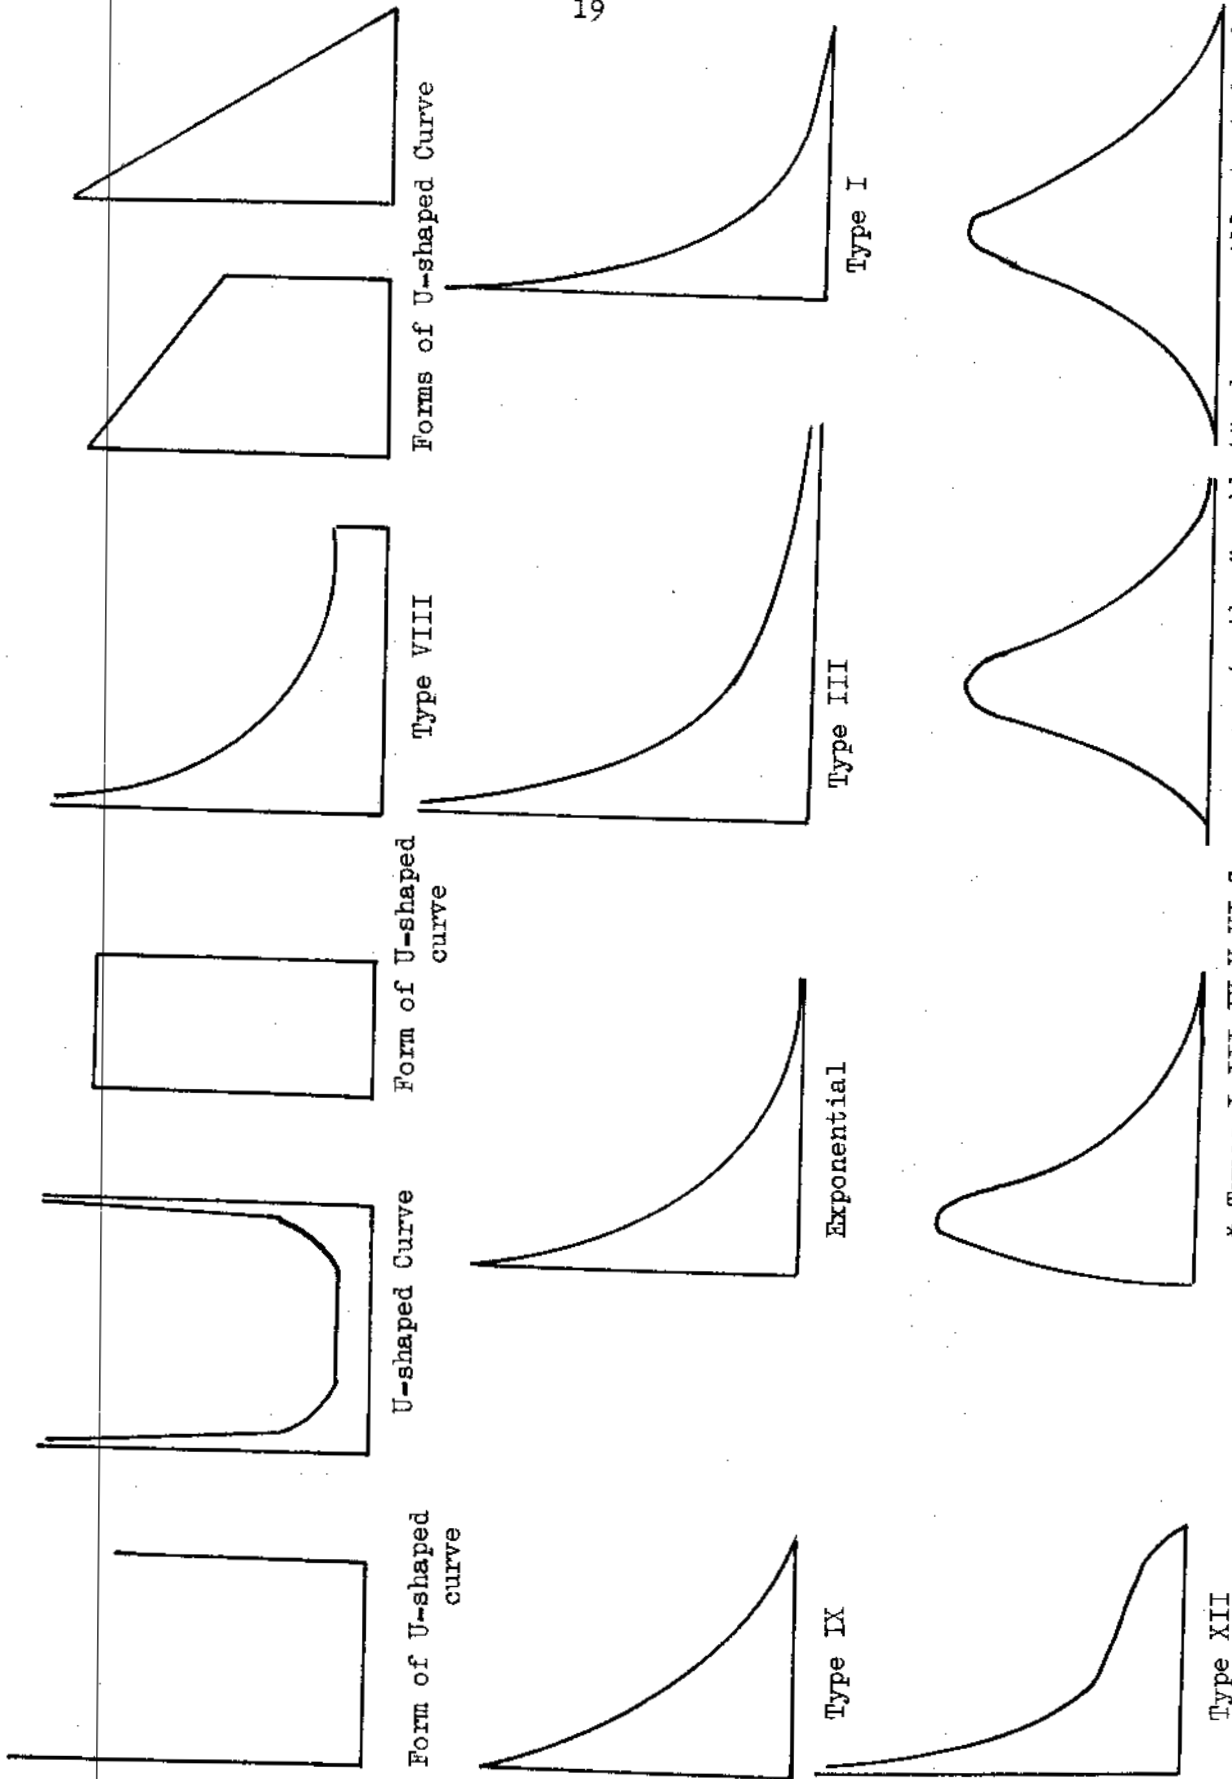 19
Form of U-shaped
curve
U-shaped Curve
Form of U-shaped
curve
Type VIII
Forms of U-shaped Curve
Type IX
Exponential
Type III
Type I
Type XII